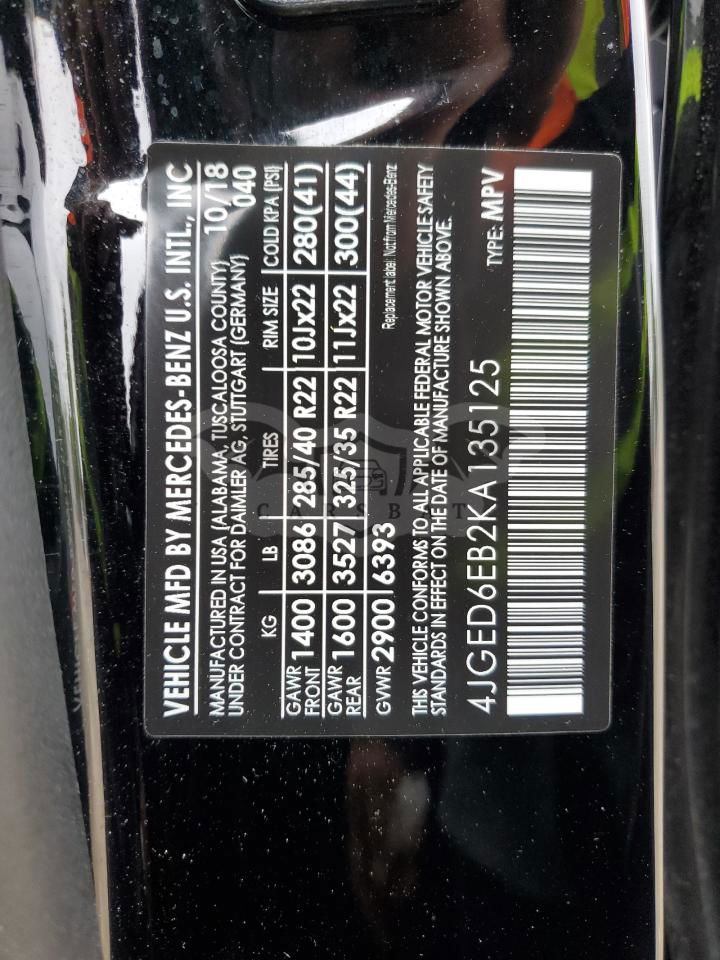 VEHICLE MFD BY MERCEDES-BENZ U.S. INTL., INC
MANUFACTURED IN USA (ALABAMA, TUSCALOOSA COUNTY) 10/18
UNDER CONTRACT FOR DAIMLER AG, STUTTGART (GERMANY) 040
KG LB TIRES RIM SIZE COLD KPA (PSI)
GAWR FRONT 1400 3086 285/40 R22 10Jx22 280(41)
GAWR REAR 1600 3527 325/35 R22 11Jx22 300(44)
GVWR 2900 6393
Replacement label: Not from Mercedes-Benz
THIS VEHICLE CONFORMS TO ALL APPLICABLE FEDERAL MOTOR VEHICLE SAFETY
STANDARDS IN EFFECT ON THE DATE OF MANUFACTURE SHOWN ABOVE.
4JGED6EB2KA135125 TYPE: MPV
CARSBAT